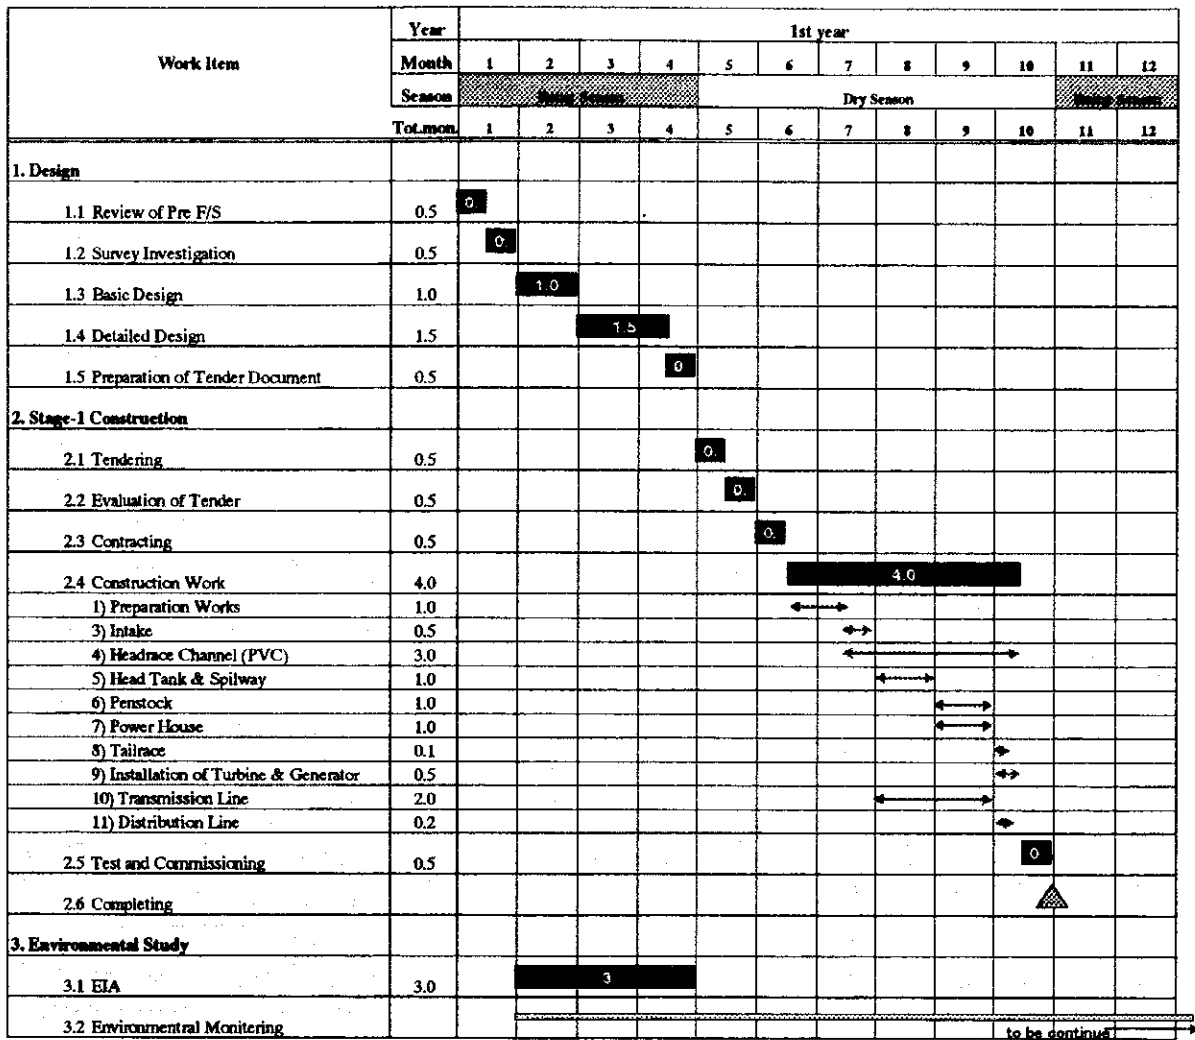 Work Item Year 1st year
Month 1 2 3 4 5 6 7 8 9 10 11 12
Season Dry Season
Tot.mon. 1 2 3 4 5 6 7 8 9 10 11 12
1. Design
1.1 Review of Pre F/S 0.5 0.
1.2 Survey Investigation 0.5 0.
1.3 Basic Design 1.0 1.0
1.4 Detailed Design 1.5 1.5
1.5 Preparation of Tender Document 0.5 0
2. Stage-1 Construction
2.1 Tendering 0.5 0.
2.2 Evaluation of Tender 0.5 0.
2.3 Contracting 0.5 0.
2.4 Construction Work 4.0 4.0
1) Preparation Works 1.0
3) Intake 0.5
4) Headrace Channel (PVC) 3.0
5) Head Tank & Spilway 1.0
6) Penstock 1.0
7) Power House 1.0
8) Tailrace 0.1
9) Installation of Turbine & Generator 0.5
10) Transmission Line 2.0
11) Distribution Line 0.2
2.5 Test and Commissioning 0.5 0
2.6 Completing
3. Environmental Study
3.1 EIA 3.0 3
3.2 Environmentral Monitering to be continue